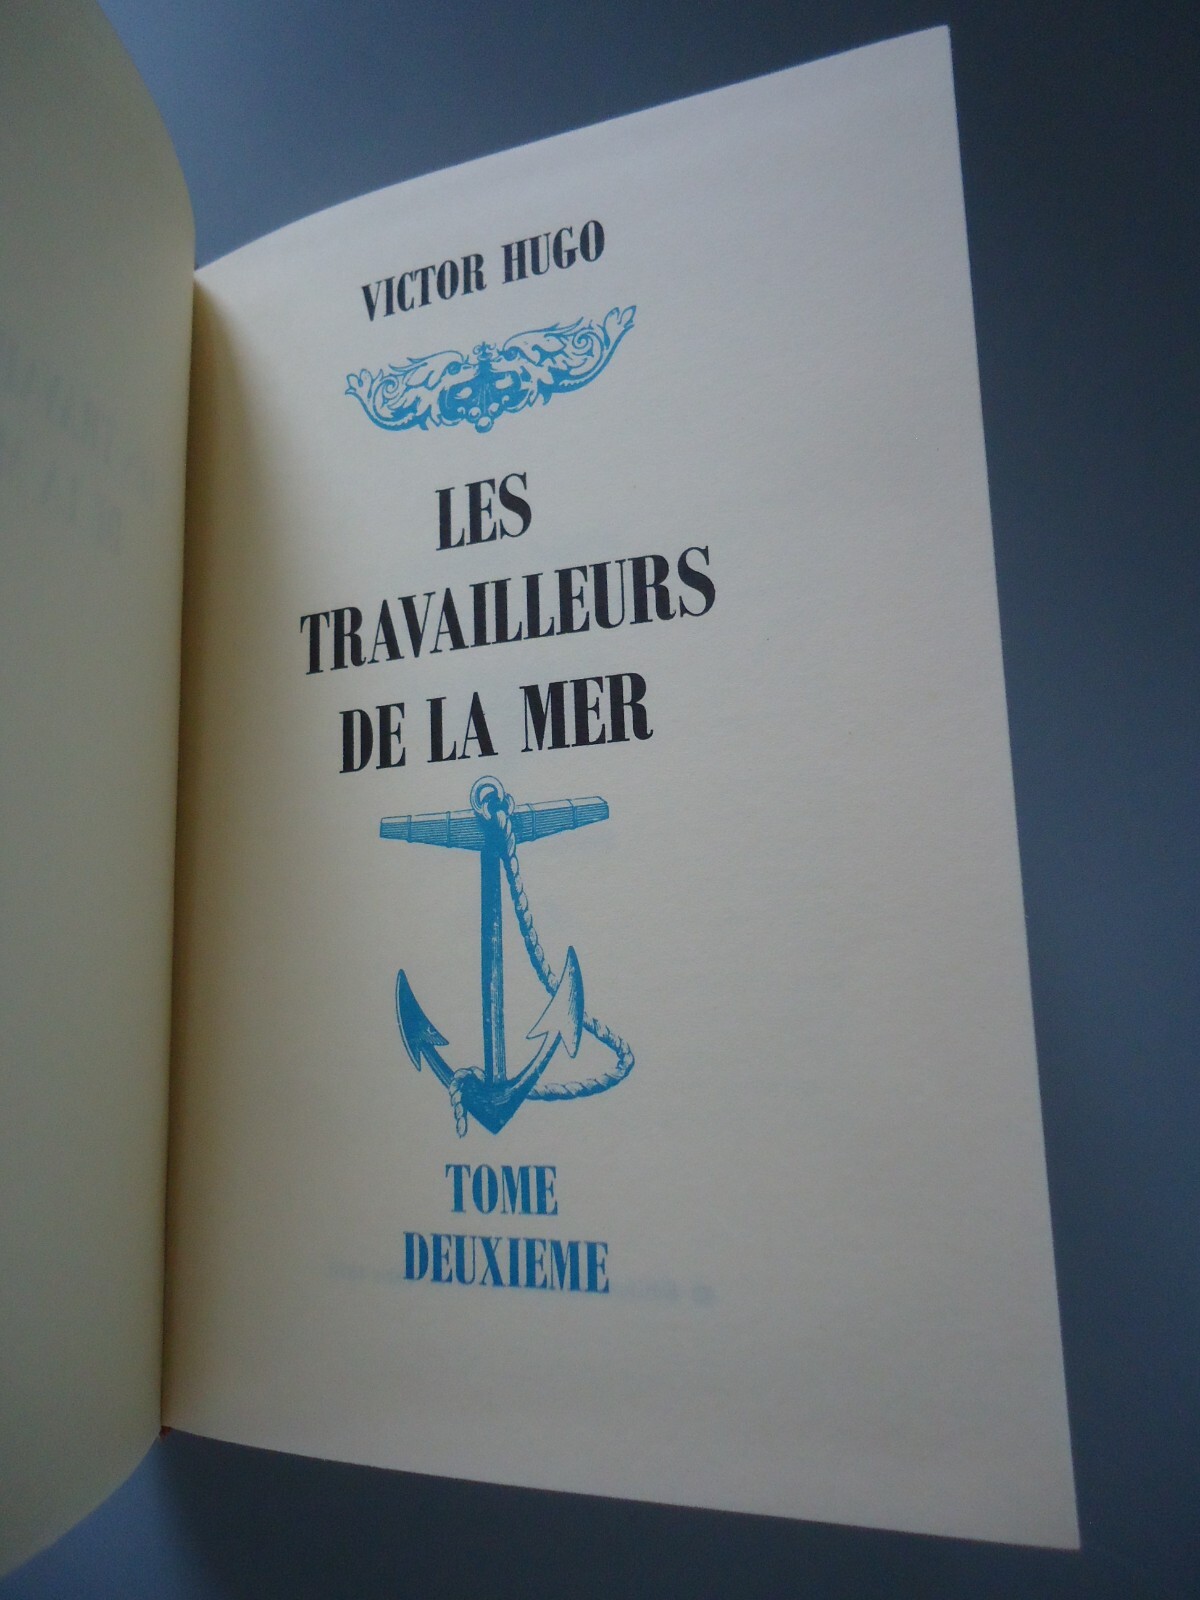 VICTOR HUGO
LES
TRAVAILLEURS
DE LA MER
TOME
DEUXIEME